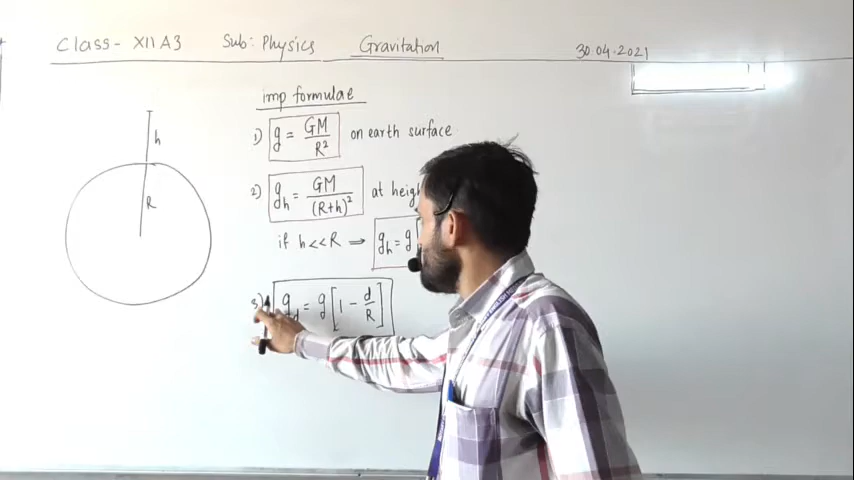 Class- XII A3 Sub: Physics Gravitation 30.04.2021
imp formulae
h
R
1) g = GM/R² on earth surface
2) g_h = GM/(R+h)² at heig
if h<<R ⇒ g_h = g[
3) g_d = g[1 - d/R]